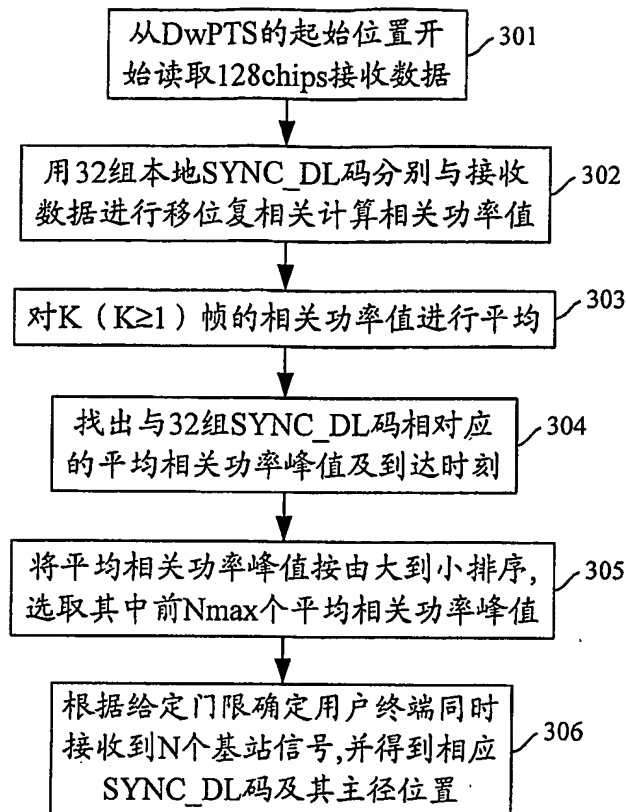 从DwPTS的起始位置开
始读取128chips接收数据
301
用32组本地SYNC_DL码分别与接收
数据进行移位复相关计算相关功率值
302
对K（K≥1）帧的相关功率值进行平均
303
找出与32组SYNC_DL码相对应
的平均相关功率峰值及到达时刻
304
将平均相关功率峰值按由大到小排序,
选取其中前Nmax个平均相关功率峰值
305
根据给定门限确定用户终端同时
接收到N个基站信号,并得到相应
SYNC_DL码及其主径位置
306